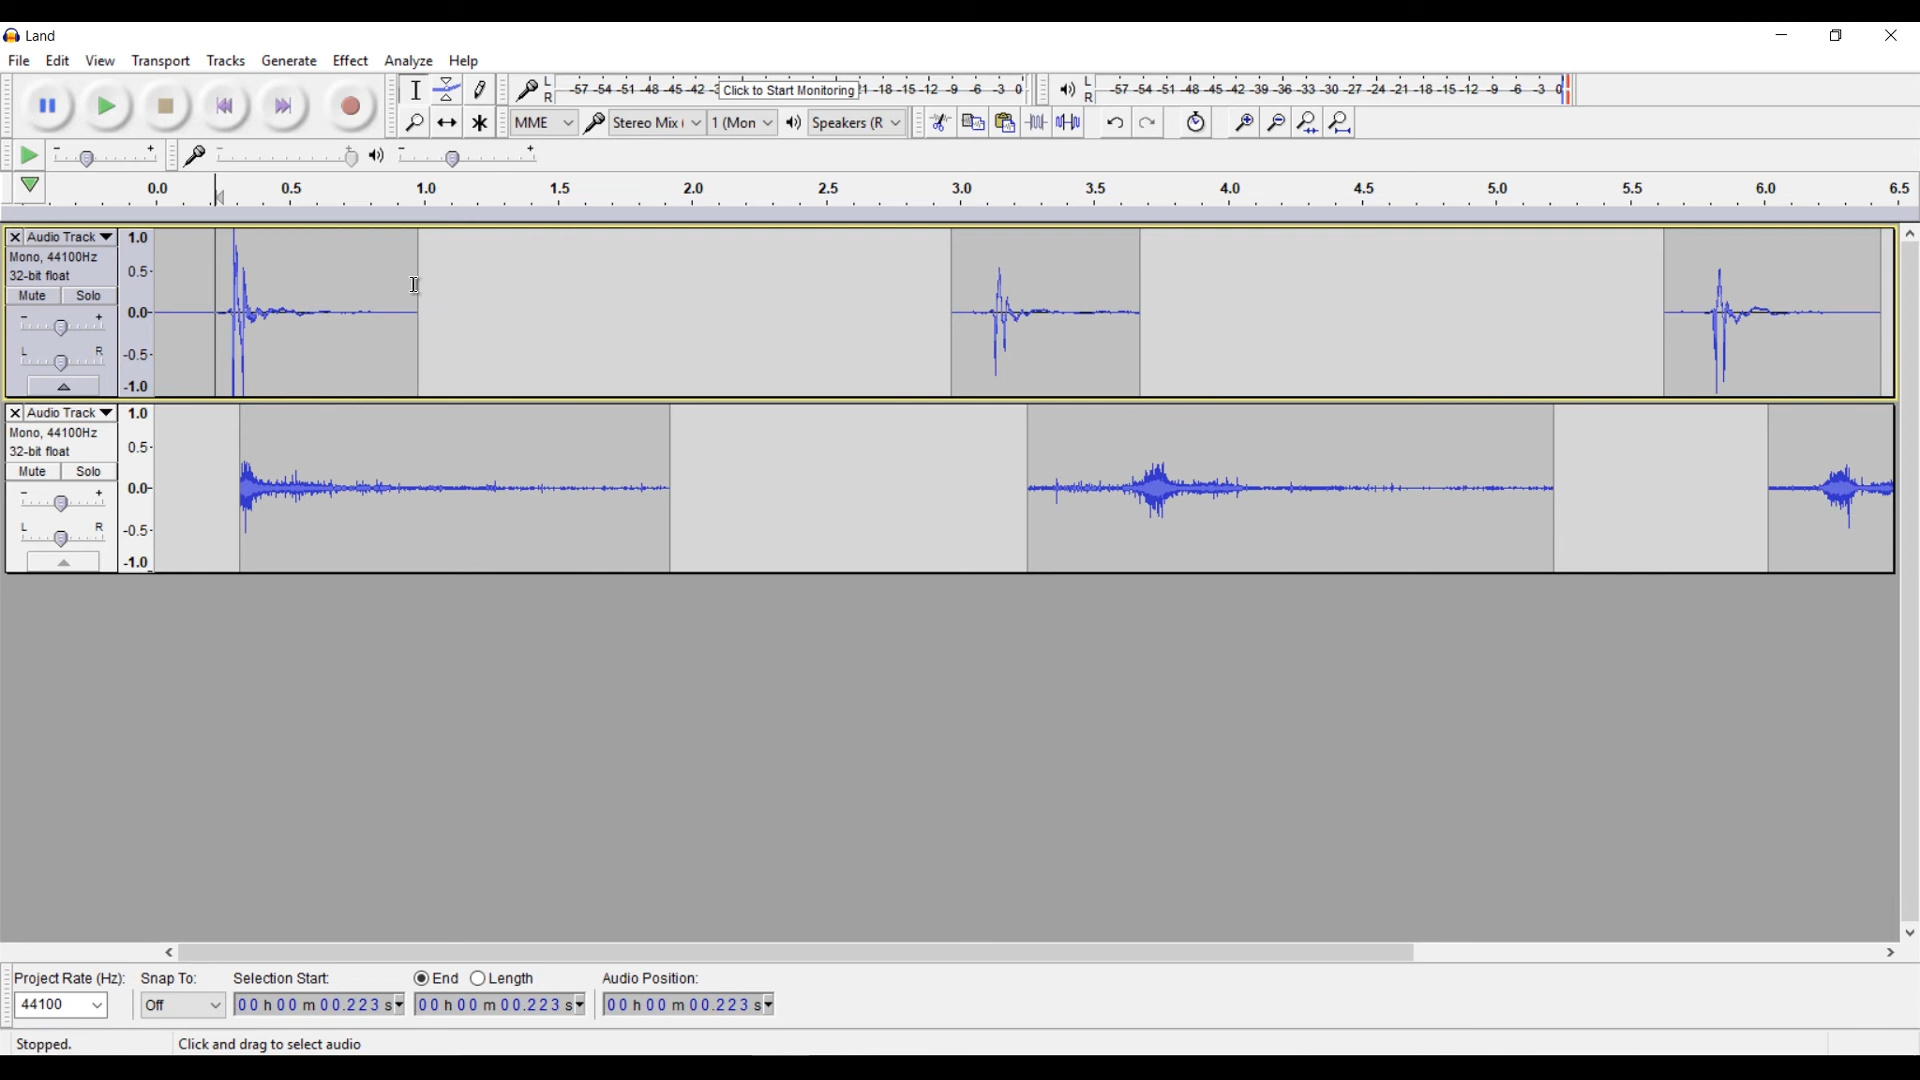 Land
File Edit View Transport Tracks Generate Effect Analyze Help
L R -57 -54 -51 -48 -45 -42 -3 Click to Start Monitoring 21 -18 -15 -12 -9 -6 -3 0
L R -57 -54 -51 -48 -45 -42 -39 -36 -33 -30 -27 -24 -21 -18 -15 -12 -9 -6 -3 0
MME Stereo Mix ( 1 (Mon Speakers (R
- + - + - +
0.0 0.5 1.0 1.5 2.0 2.5 3.0 3.5 4.0 4.5 5.0 5.5 6.0 6.5
Audio Track 1.0
Mono, 44100Hz
32-bit float 0.5
Mute Solo
- + 0.0
L R -0.5
-1.0
Audio Track 1.0
Mono, 44100Hz
32-bit float 0.5
Mute Solo
- + 0.0
L R -0.5
-1.0
Project Rate (Hz): Snap To: Selection Start: End Length Audio Position:
44100 Off 00 h 00 m 00.223 s 00 h 00 m 00.223 s 00 h 00 m 00.223 s
Stopped. Click and drag to select audio